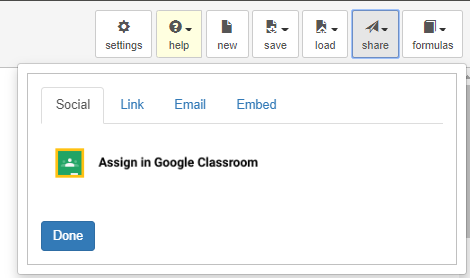 settings help new save load share formulas
Social Link Email Embed
Assign in Google Classroom
Done